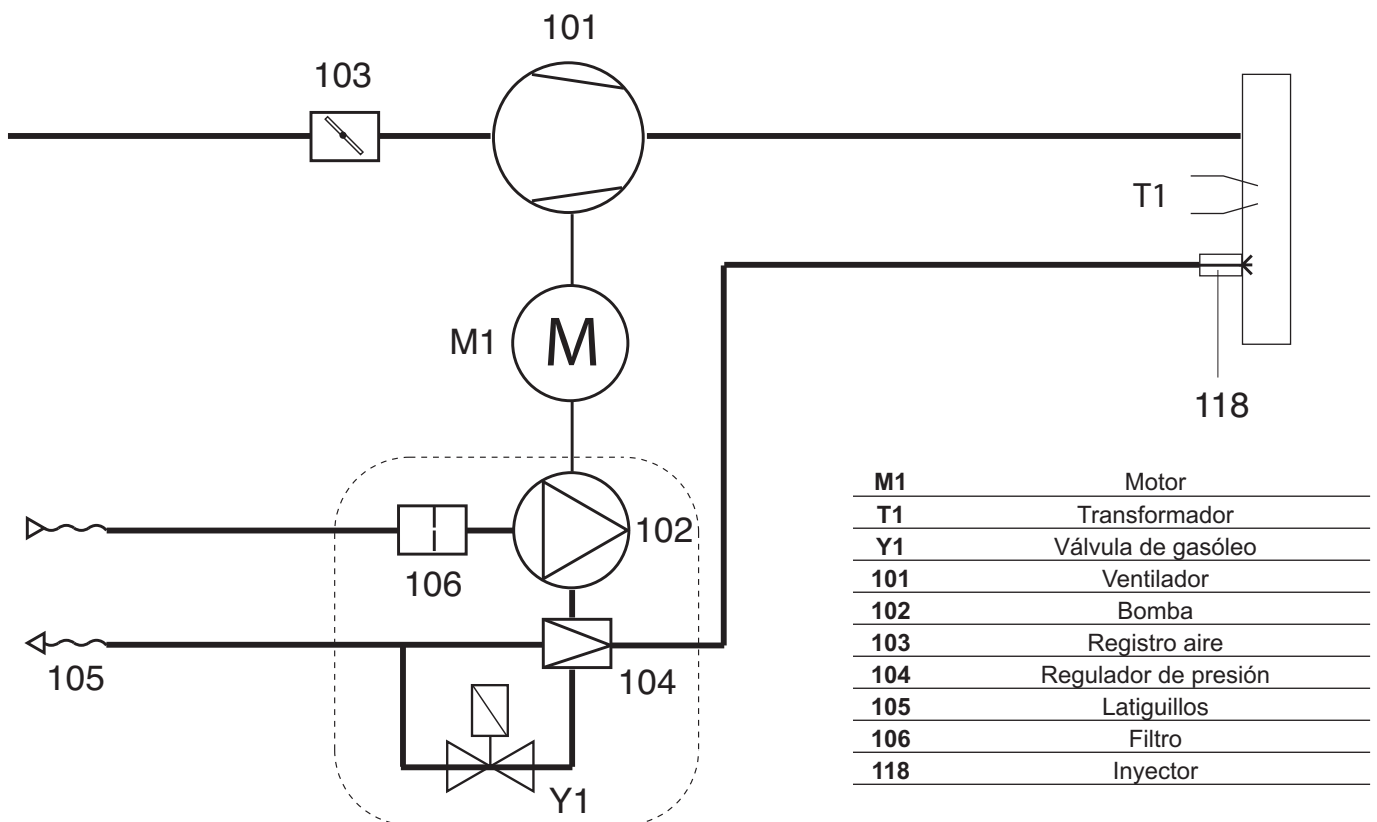 101
103
T1
M1 M
118
102
106
105
104
Y1
M1 Motor
T1 Transformador
Y1 Válvula de gasóleo
101 Ventilador
102 Bomba
103 Registro aire
104 Regulador de presión
105 Latiguillos
106 Filtro
118 Inyector